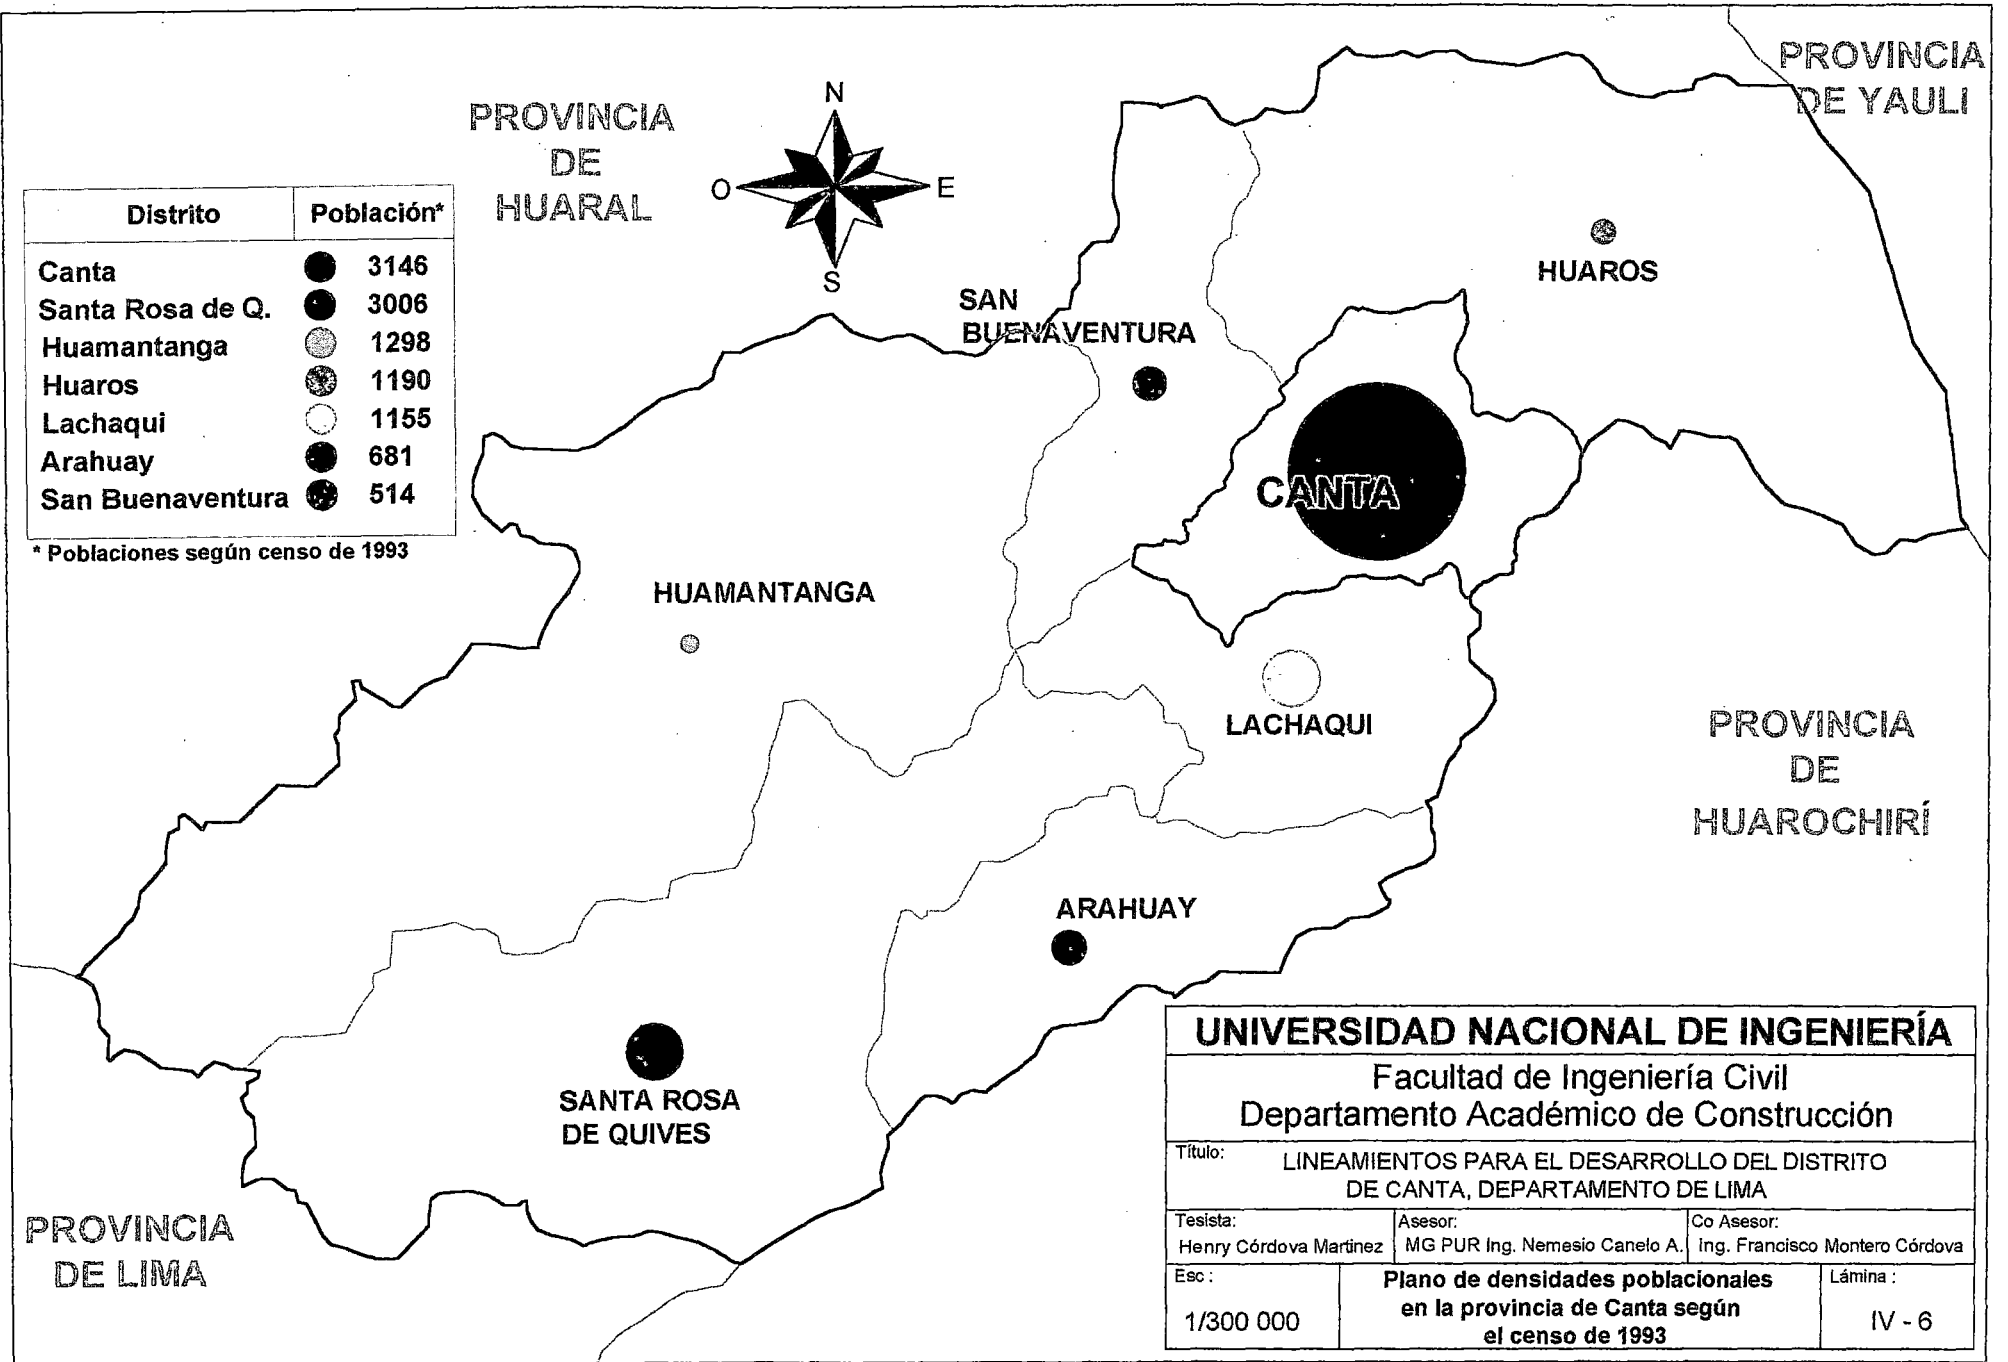 PROVINCIA
DE YAULI
PROVINCIA
DE
HUARAL
N
O
E
S
Distrito Población*
Canta 3146
Santa Rosa de Q. 3006
Huamantanga 1298
Huaros 1190
Lachaqui 1155
Arahuay 681
San Buenaventura 514
* Poblaciones según censo de 1993
HUAROS
SAN
BUENAVENTURA
CANTA
HUAMANTANGA
LACHAQUI
PROVINCIA
DE
HUAROCHIRÍ
ARAHUAY
SANTA ROSA
DE QUIVES
PROVINCIA
DE LIMA
UNIVERSIDAD NACIONAL DE INGENIERÍA
Facultad de Ingeniería Civil
Departamento Académico de Construcción
Título: LINEAMIENTOS PARA EL DESARROLLO DEL DISTRITO
DE CANTA, DEPARTAMENTO DE LIMA
Tesista: Asesor: Co Asesor:
Henry Córdova Martinez MG PUR Ing. Nemesio Canelo A. Ing. Francisco Montero Córdova
Esc :
1/300 000
Plano de densidades poblacionales
en la provincia de Canta según
el censo de 1993
Lámina :
IV - 6